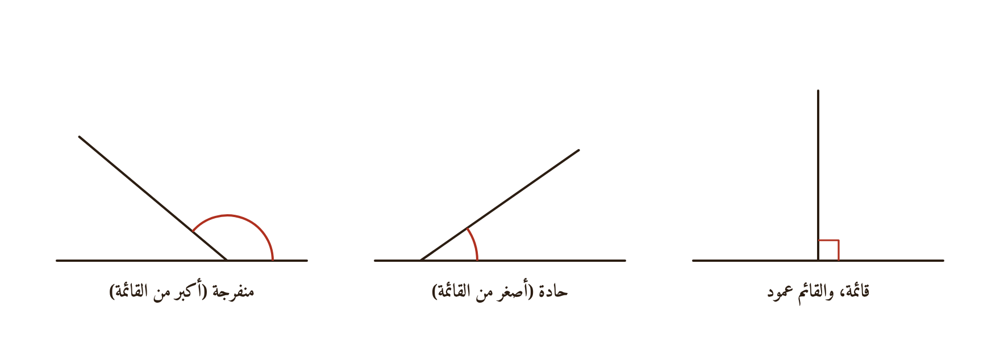 قائمة، والقائم عمود
حادة (أصغر من القائمة)
منفرجة (أكبر من القائمة)